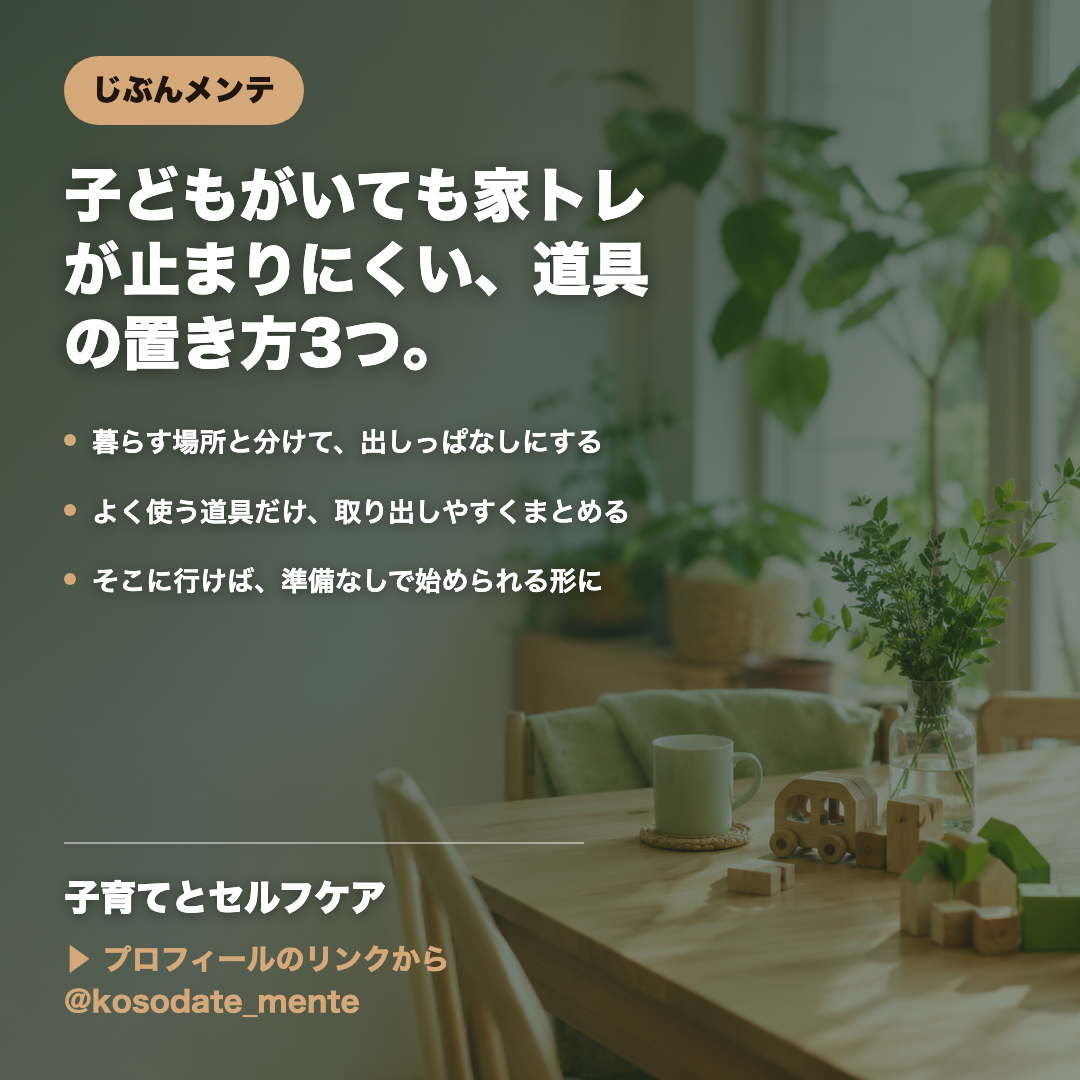 じぶんメンテ
子どもがいても家トレ
が止まりにくい、道具
の置き方3つ。
• 暮らす場所と分けて、出しっぱなしにする
• よく使う道具だけ、取り出しやすくまとめる
• そこに行けば、準備なしで始められる形に
子育てとセルフケア
▶ プロフィールのリンクから
@kosodate_mente